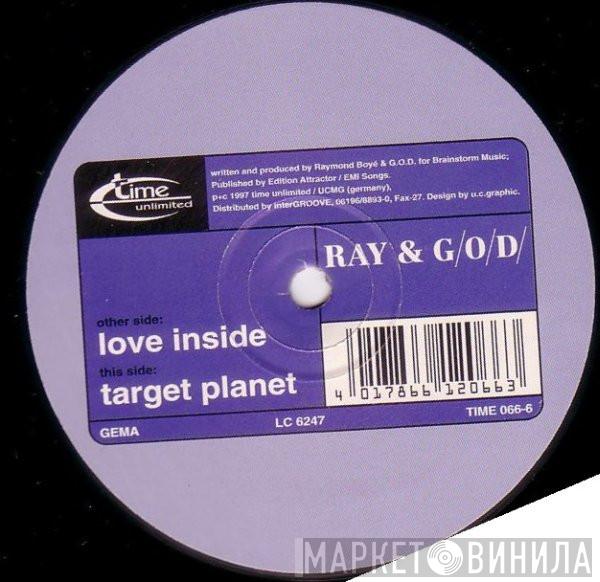 time
unlimited
written and produced by Raymond Boyé & G.O.D. for Brainstorm Music;
Published by Edition Attractor / EMI Songs.
p+c 1997 time unlimited / UCMG (germany),
Distributed by InterGROOVE, 06196/8893-0, Fax-27. Design by u.c.graphic.
RAY & G/O/D/
other side:
love inside
this side:
target planet
4 017866 120663
GEMA
LC 6247
TIME 066-6
МАРКЕТ ВИНИЛА